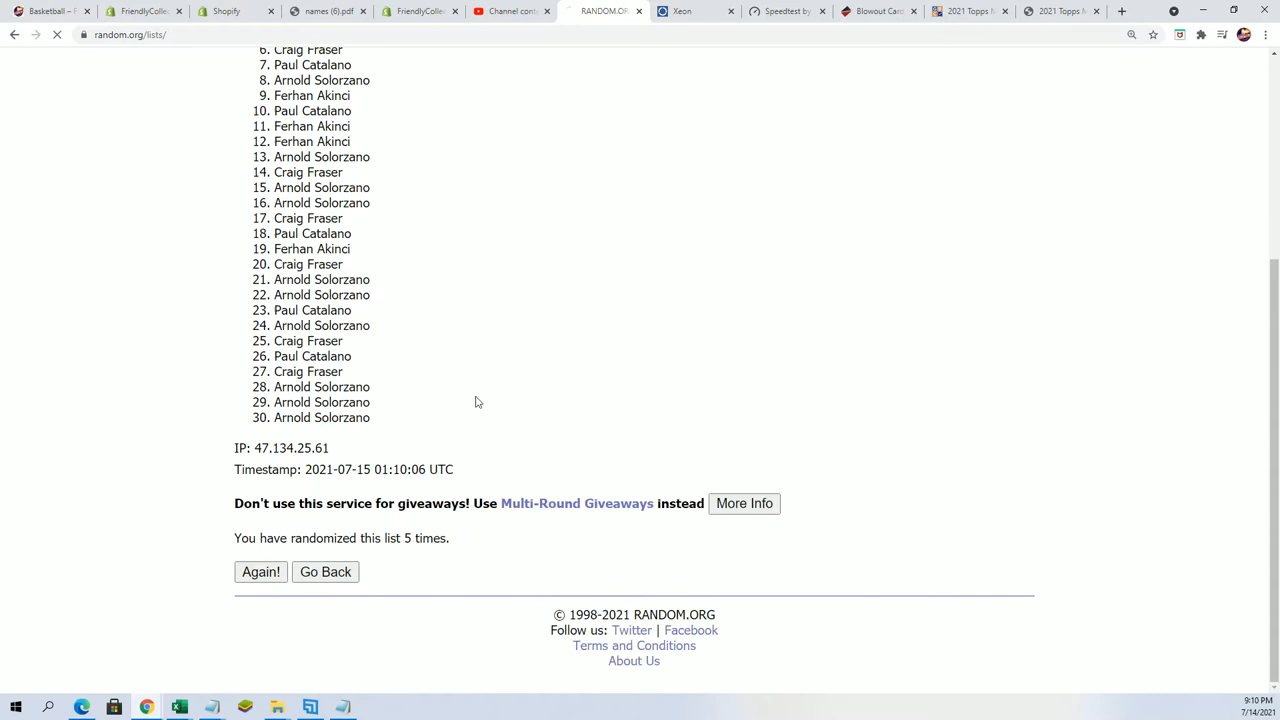 Basketball – F
FriendlyColle
Shopify
names (6).pdf
FriendlyColle
Channel cont
RANDOM.OR
Xeon
Speedtest by
Blowout Card
2021 Topps M
2021 Topps M
random.org/lists/
6. Craig Fraser
7. Paul Catalano
8. Arnold Solorzano
9. Ferhan Akinci
10. Paul Catalano
11. Ferhan Akinci
12. Ferhan Akinci
13. Arnold Solorzano
14. Craig Fraser
15. Arnold Solorzano
16. Arnold Solorzano
17. Craig Fraser
18. Paul Catalano
19. Ferhan Akinci
20. Craig Fraser
21. Arnold Solorzano
22. Arnold Solorzano
23. Paul Catalano
24. Arnold Solorzano
25. Craig Fraser
26. Paul Catalano
27. Craig Fraser
28. Arnold Solorzano
29. Arnold Solorzano
30. Arnold Solorzano
IP: 47.134.25.61
Timestamp: 2021-07-15 01:10:06 UTC
Don't use this service for giveaways! Use Multi-Round Giveaways instead More Info
You have randomized this list 5 times.
Again! Go Back
© 1998-2021 RANDOM.ORG
Follow us: Twitter | Facebook
Terms and Conditions
About Us
9:10 PM
7/14/2021